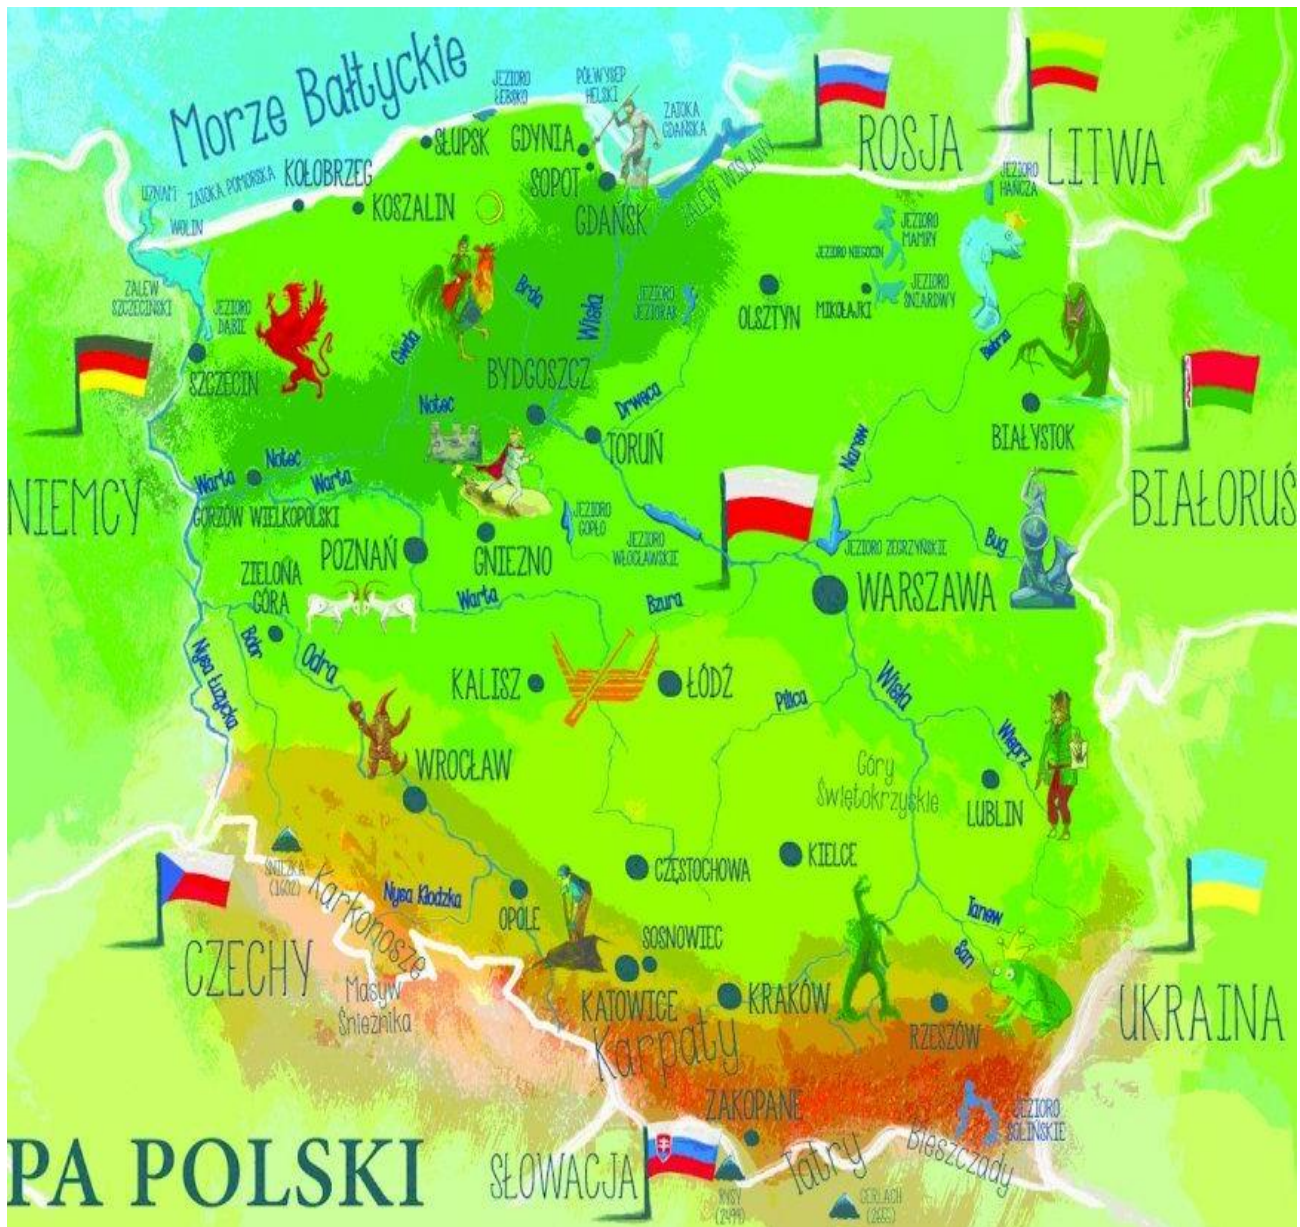 Morze Bałtyckie
JEZIORO
ŁEBSKO
PÓŁWYSEP
HELSKI
ZATOKA
GDAŃSKA
ROSJA
LITWA
SŁUPSK
GDYNIA
SOPOT
GDAŃSK
ZALEW WIŚLANY
JEZIORO
HAŃCZA
UZNAM
ZATOKA POMORSKA
WOLIN
KOŁOBRZEG
KOSZALIN
JEZIORO
MAMRY
JEZIORO NIEGOCIN
ZALEW
SZCZECIŃSKI
JEZIORO
DĄBIE
Brda
Wisła
JEZIORO
JEZIORAK
OLSZTYN
MIKOŁAJKI
JEZIORO
ŚNIARDWY
Biebrza
Gwda
SZCZECIN
BYDGOSZCZ
Noteć
Drwęca
TORUŃ
Narew
BIAŁYSTOK
NIEMCY
BIAŁORUŚ
Warta
Noteć
Warta
GORZÓW WIELKOPOLSKI
POZNAŃ
GNIEZNO
JEZIORO
GOPŁO
JEZIORO
WŁOCŁAWSKIE
JEZIORO ZEGRZYŃSKIE
Bug
ZIELONA
GÓRA
Warta
Bzura
WARSZAWA
Bóbr
Odra
Nysa Łużycka
KALISZ
ŁÓDŹ
Pilica
Wisła
Wieprz
WROCŁAW
Góry
Świętokrzyskie
LUBLIN
ŚNIEŻKA
(1602)
Karkonosze
Nysa Kłodzka
OPOLE
CZĘSTOCHOWA
KIELCE
SOSNOWIEC
Tanew
San
CZECHY
Masyw
Śnieżnika
KATOWICE
KRAKÓW
RZESZÓW
UKRAINA
Karpaty
ZAKOPANE
JEZIORO
SOLIŃSKIE
PA POLSKI
SŁOWACJA
RYSY
(2499)
Tatry
Bieszczady
GERLACH
(2655)